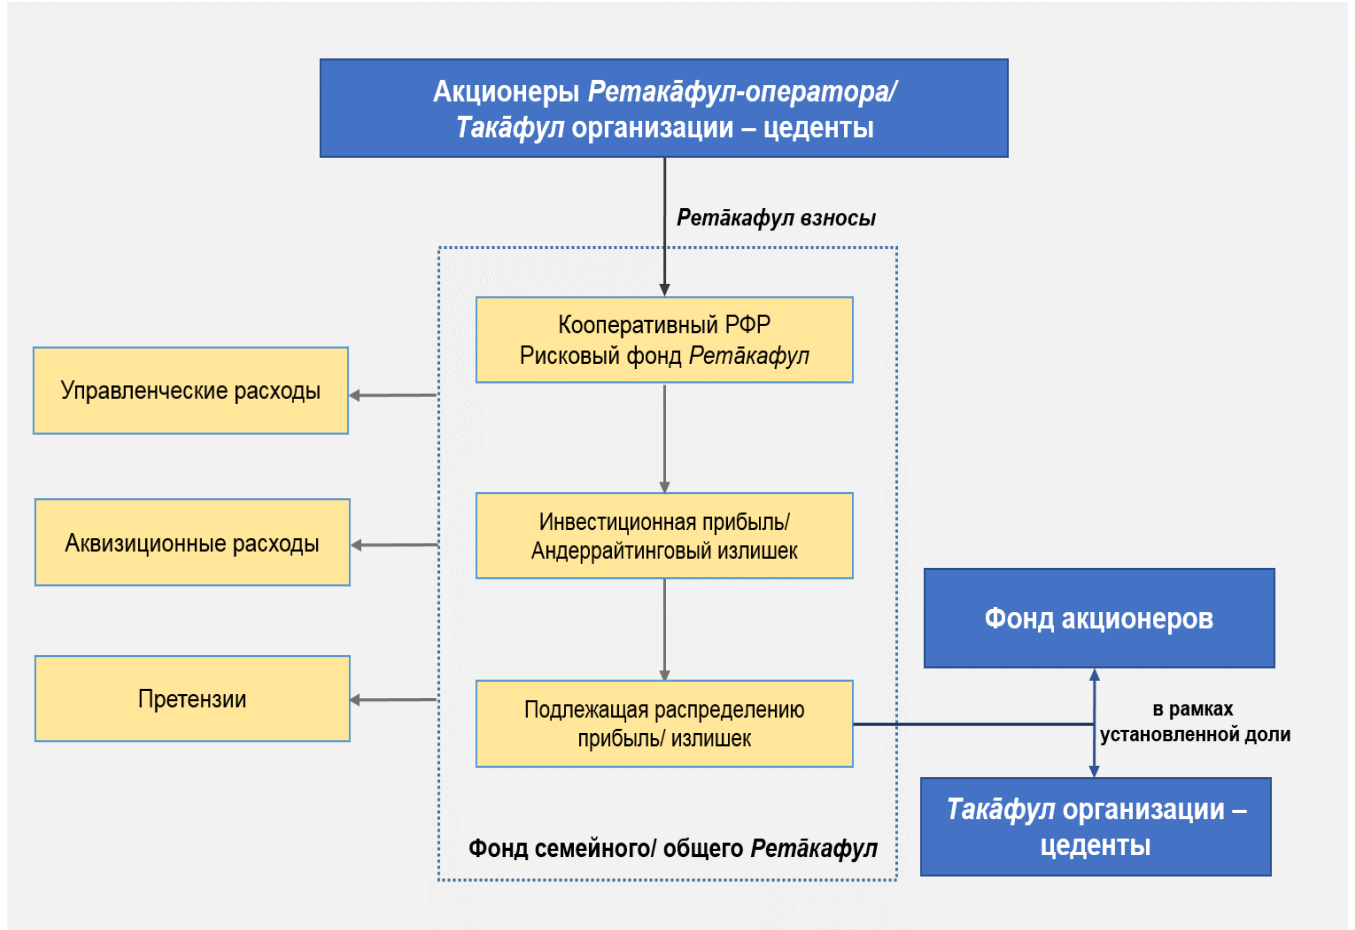 Акционеры Ретакāфул-оператора/
Такāфул организации – цеденты
Ретāкафул взносы
Кооперативный РФР
Рисковый фонд Ретāкафул
Управленческие расходы
Инвестиционная прибыль/
Андеррайтинговый излишек
Аквизиционные расходы
Фонд акционеров
Претензии
Подлежащая распределению
прибыль/ излишек
в рамках
установленной доли
Такāфул организации –
цеденты
Фонд семейного/ общего Ретāкафул